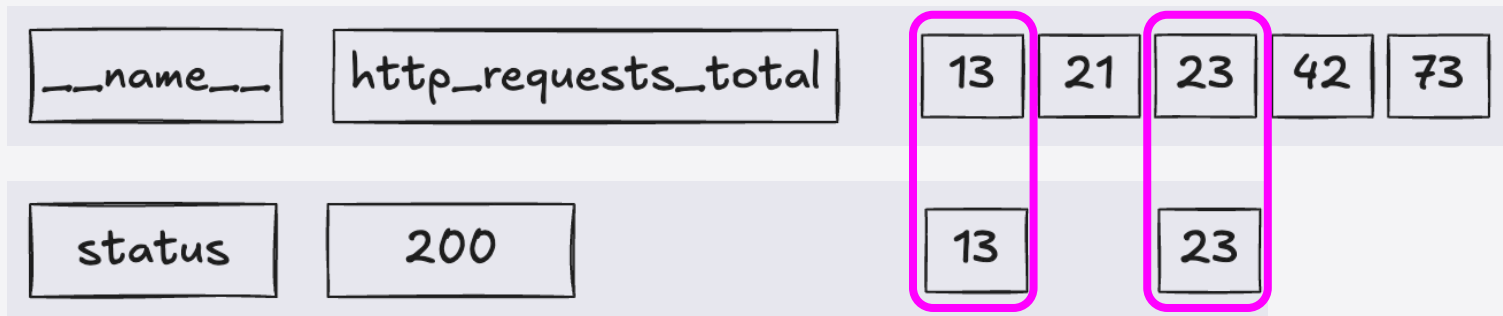 __name__ http_requests_total 13 21 23 42 73
status 200 13 23